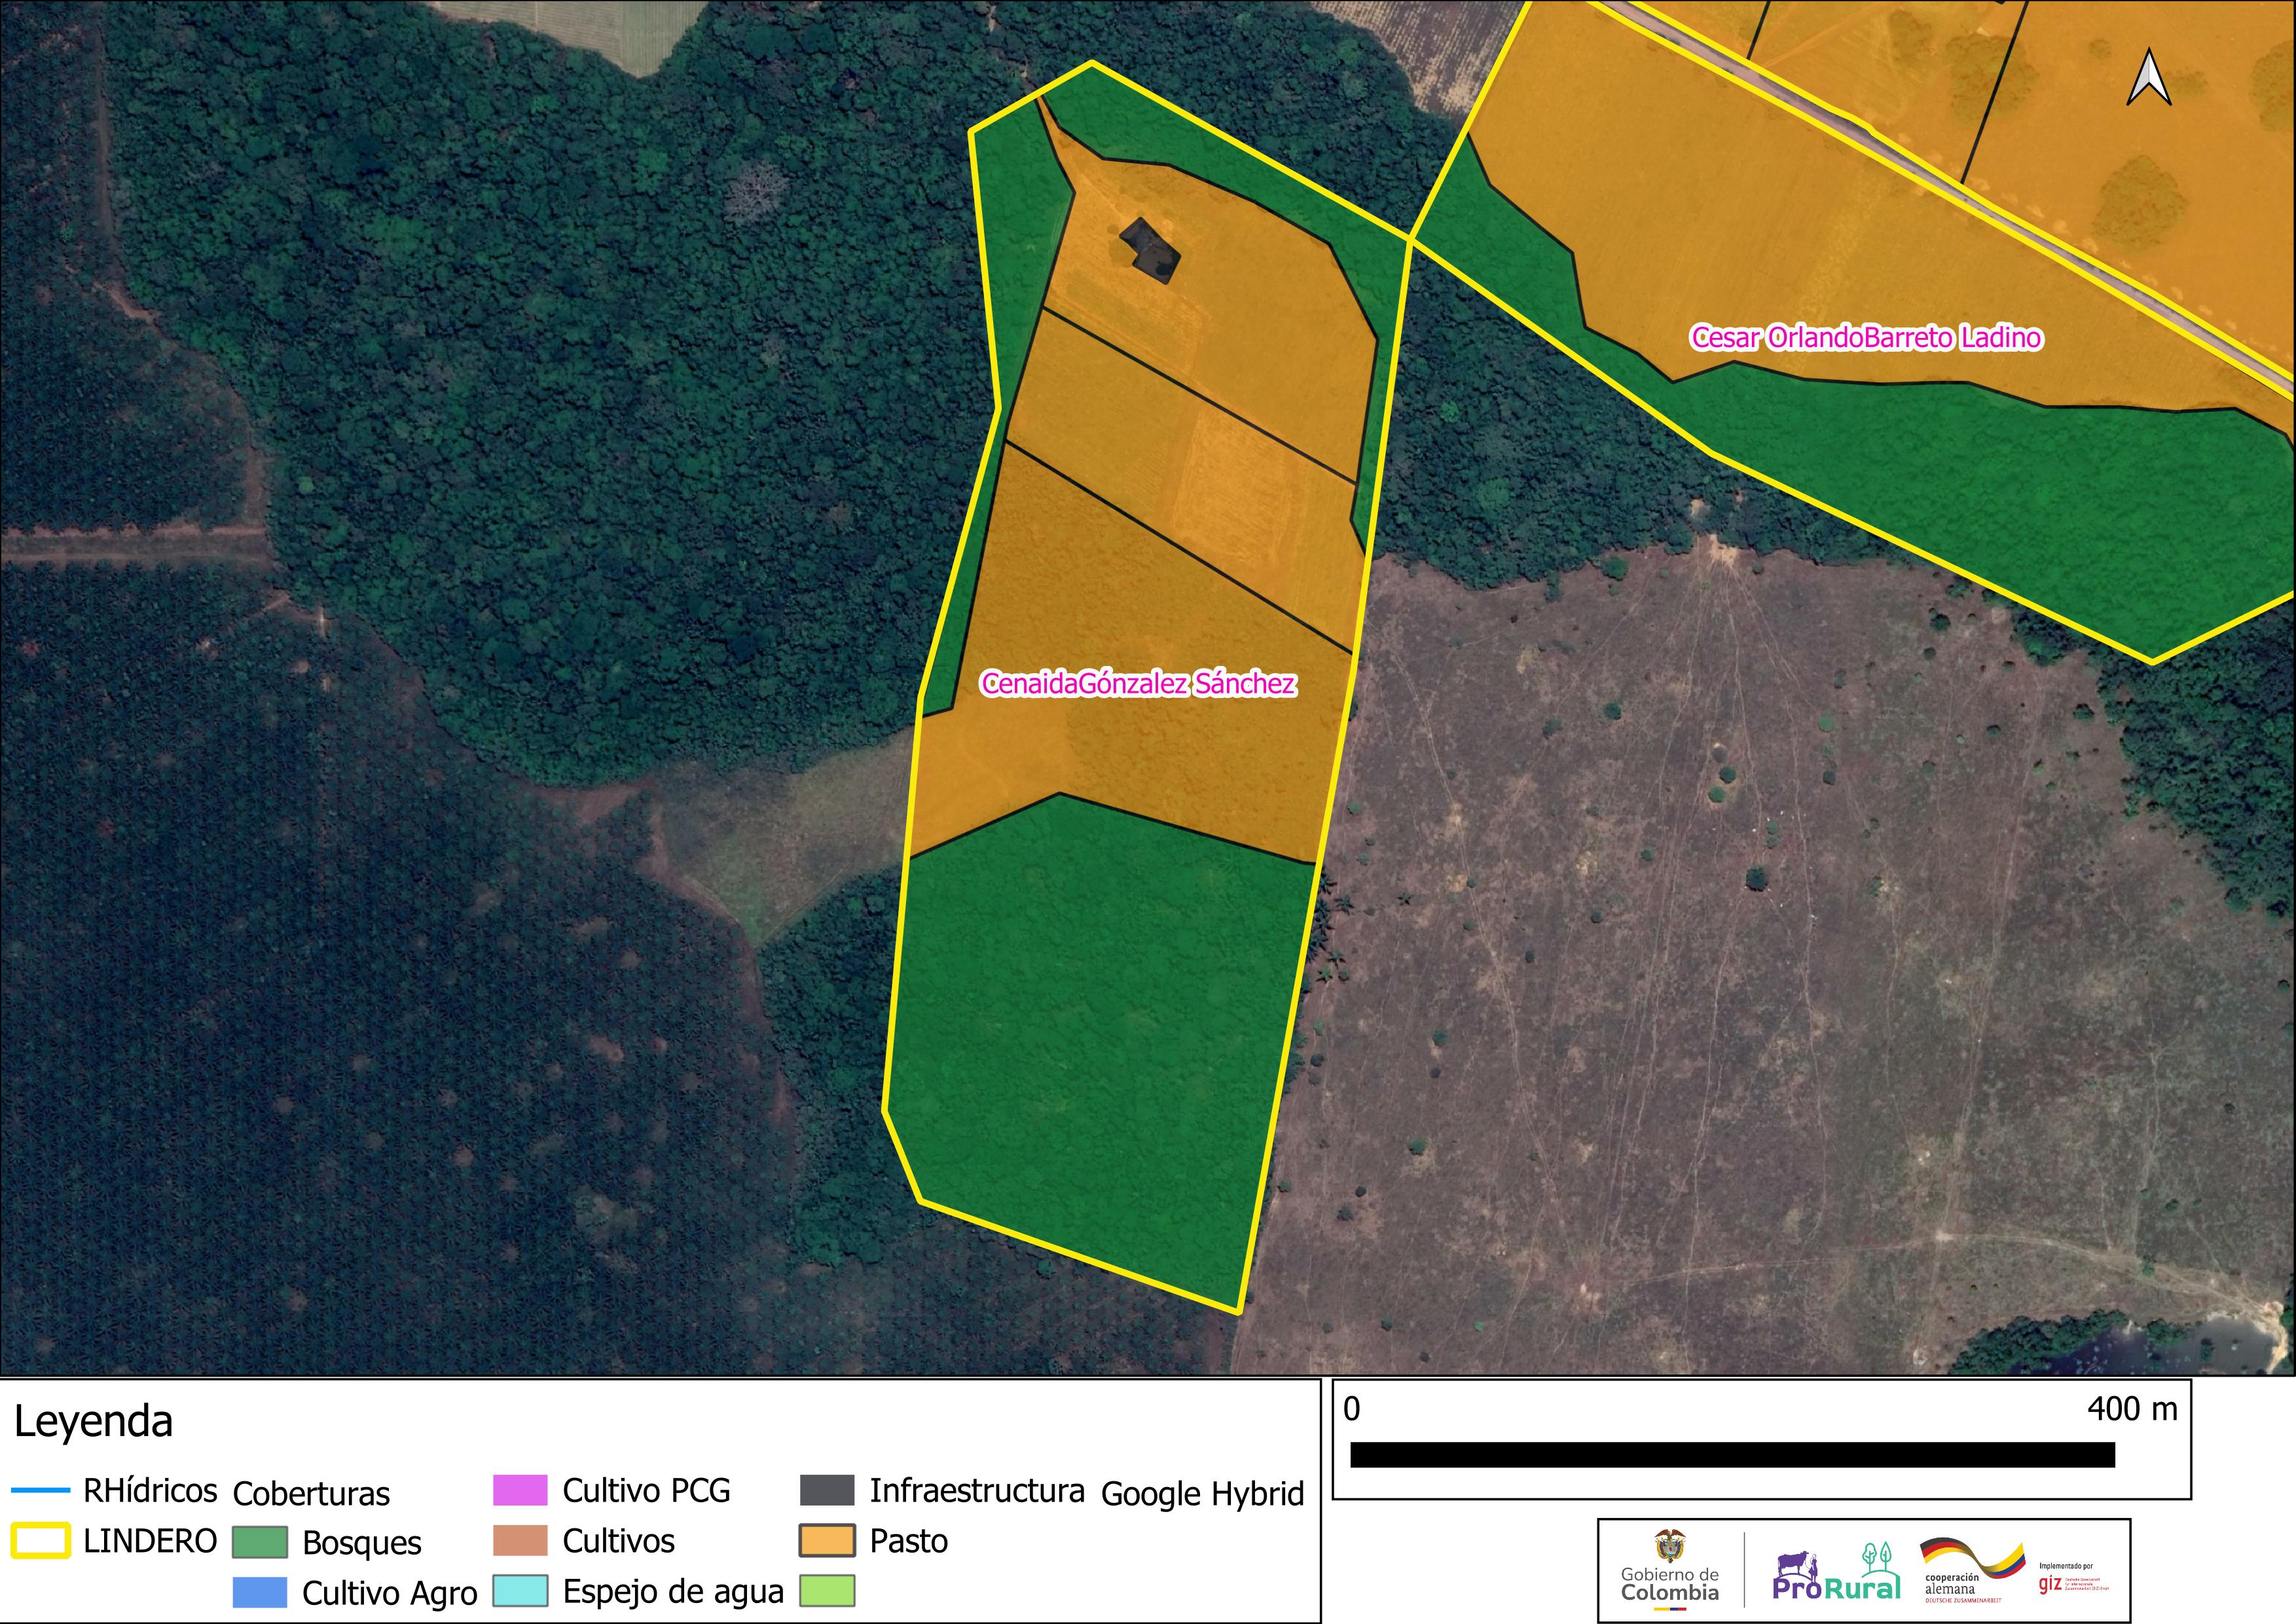 Cesar OrlandoBarreto Ladino
CenaidaGónzalez Sánchez
Leyenda
RHídricos
LINDERO
Coberturas
Bosques
Cultivo Agro
Cultivo PCG
Cultivos
Espejo de agua
Infraestructura
Pasto
Google Hybrid
0 400 m
Gobierno de
Colombia
ProRural
cooperación
alemana
DEUTSCHE ZUSAMMENARBEIT
Implementado por
giz